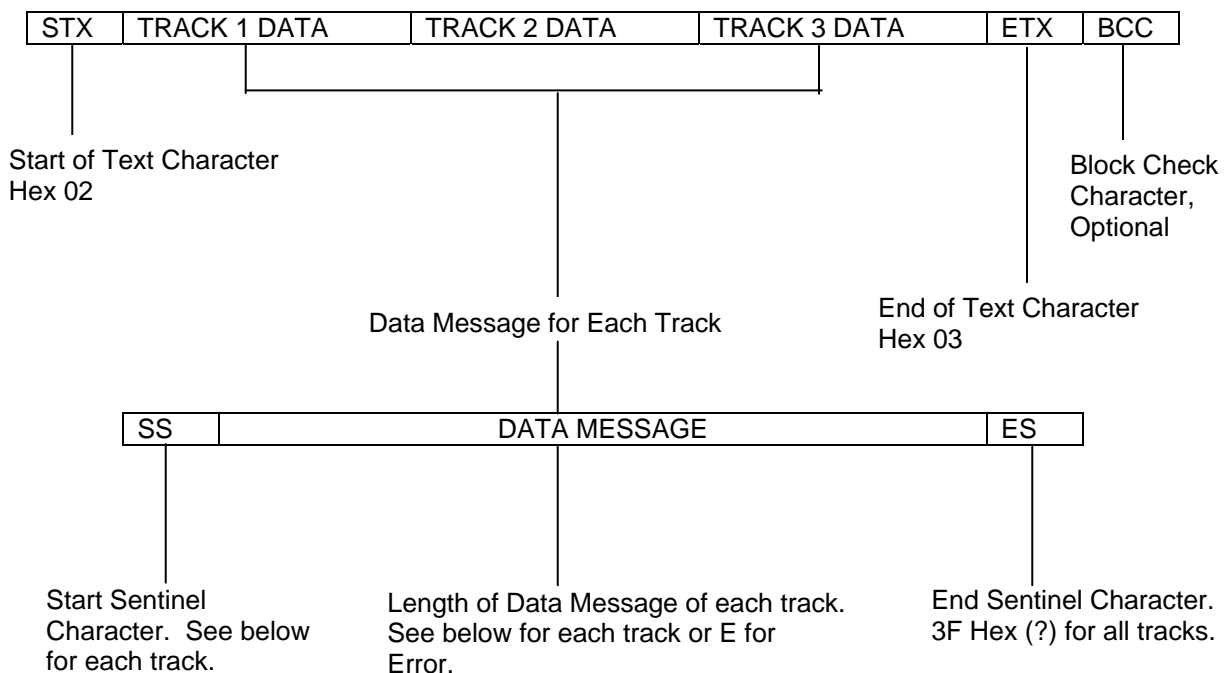 STX TRACK 1 DATA TRACK 2 DATA TRACK 3 DATA ETX BCC
Start of Text Character
Hex 02
Block Check
Character,
Optional
End of Text Character
Hex 03
Data Message for Each Track
SS DATA MESSAGE ES
Start Sentinel
Character. See below
for each track.
Length of Data Message of each track.
See below for each track or E for
Error.
End Sentinel Character.
3F Hex (?) for all tracks.